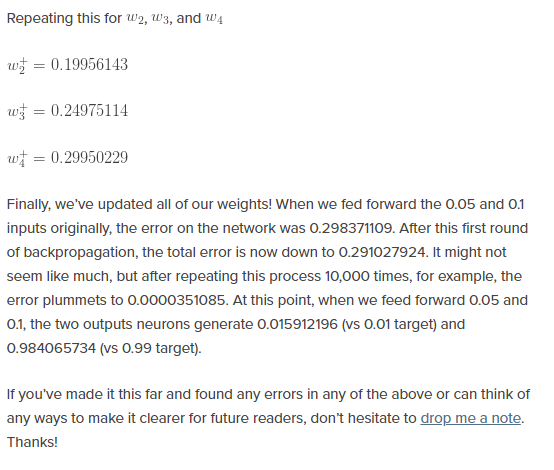 Repeating this for w₂, w₃, and w₄
w₂⁺ = 0.19956143
w₃⁺ = 0.24975114
w₄⁺ = 0.29950229
Finally, we've updated all of our weights! When we fed forward the 0.05 and 0.1
inputs originally, the error on the network was 0.298371109. After this first round
of backpropagation, the total error is now down to 0.291027924. It might not
seem like much, but after repeating this process 10,000 times, for example, the
error plummets to 0.0000351085. At this point, when we feed forward 0.05 and
0.1, the two outputs neurons generate 0.015912196 (vs 0.01 target) and
0.984065734 (vs 0.99 target).
If you've made it this far and found any errors in any of the above or can think of
any ways to make it clearer for future readers, don't hesitate to drop me a note.
Thanks!